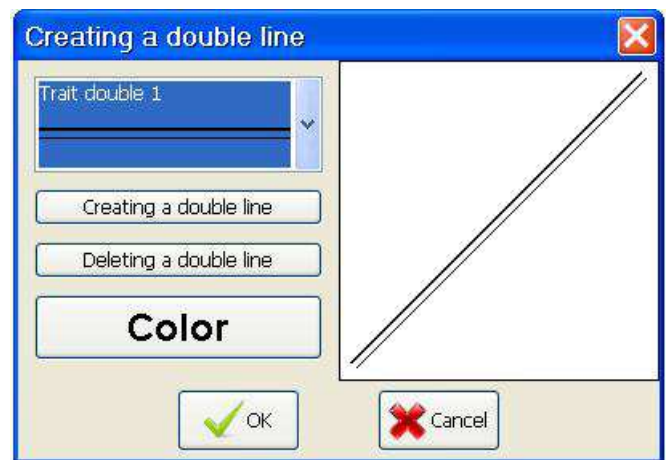 Creating a double line
Trait double 1
Creating a double line
Deleting a double line
Color
OK
Cancel